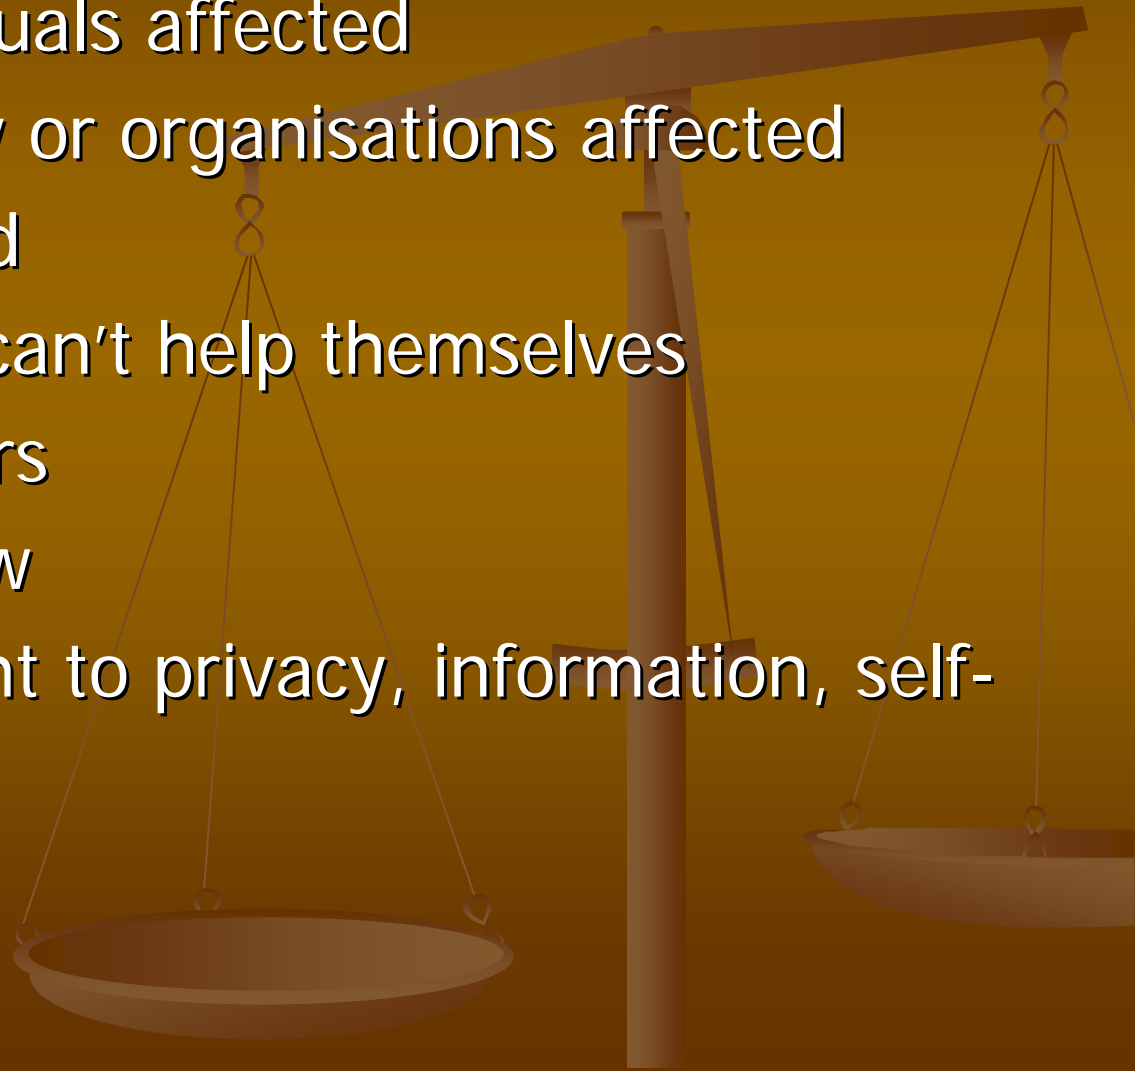 uals affected
or organisations affected
d
can't help themselves
rs
w
nt to privacy, information, self-